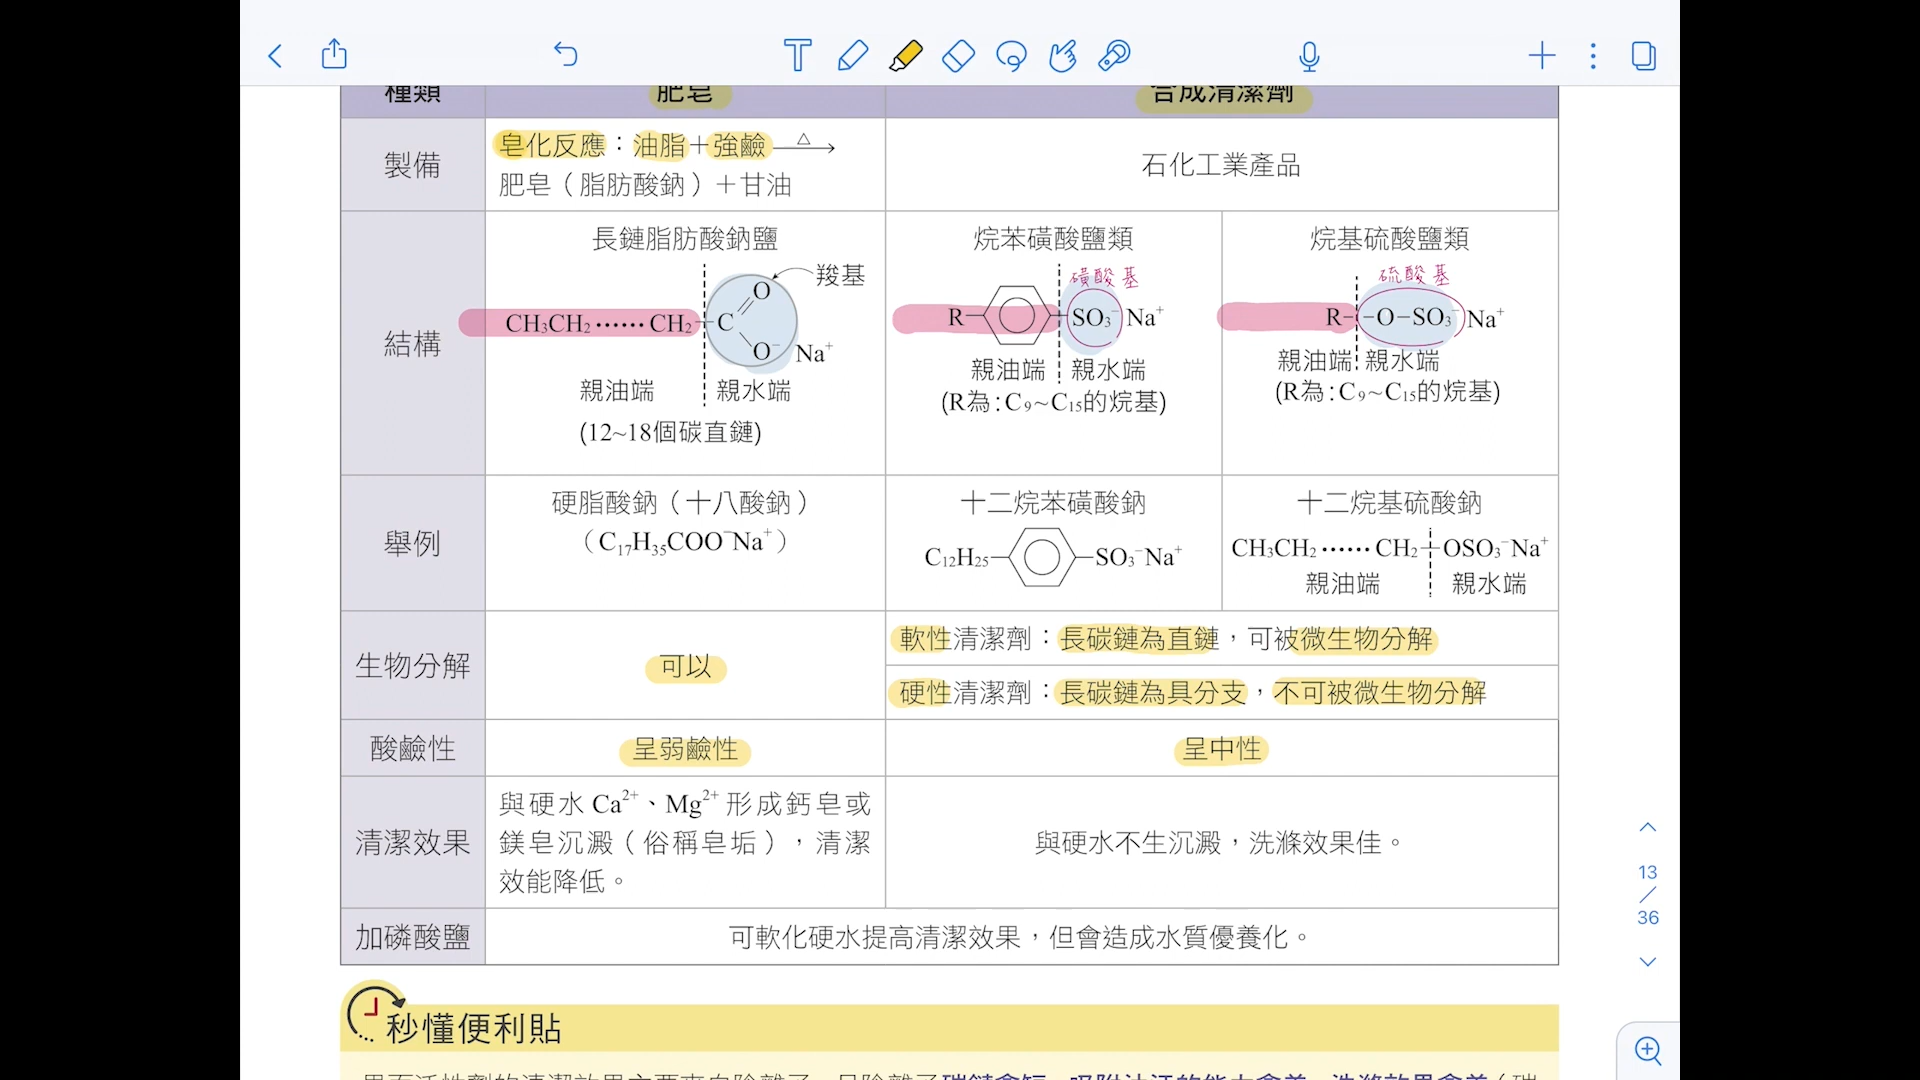 種類 肥皂 合成清潔劑
製備
皂化反應：油脂＋強鹼 △→
肥皂（脂肪酸鈉）＋甘油
石化工業產品
結構
長鏈脂肪酸鈉鹽
羧基
CH₃CH₂……CH₂ C O O⁻ Na⁺
親油端 親水端
(12~18個碳直鏈)
烷苯磺酸鹽類
磺酸基
R SO₃⁻ Na⁺
親油端 親水端
(R為:C₉~C₁₅的烷基)
烷基硫酸鹽類
硫酸基
R-O-SO₃⁻ Na⁺
親油端 親水端
(R為:C₉~C₁₅的烷基)
舉例
硬脂酸鈉（十八酸鈉）
（C₁₇H₃₅COO⁻Na⁺）
十二烷苯磺酸鈉
C₁₂H₂₅ SO₃⁻Na⁺
十二烷基硫酸鈉
CH₃CH₂……CH₂ OSO₃⁻Na⁺
親油端 親水端
生物分解
可以
軟性清潔劑：長碳鏈為直鏈，可被微生物分解
硬性清潔劑：長碳鏈為具分支，不可被微生物分解
酸鹼性 呈弱鹼性 呈中性
清潔效果
與硬水 Ca²⁺、Mg²⁺ 形成鈣皂或
鎂皂沉澱（俗稱皂垢），清潔
效能降低。
與硬水不生沉澱，洗滌效果佳。
加磷酸鹽 可軟化硬水提高清潔效果，但會造成水質優養化。
13
/
36
秒懂便利貼